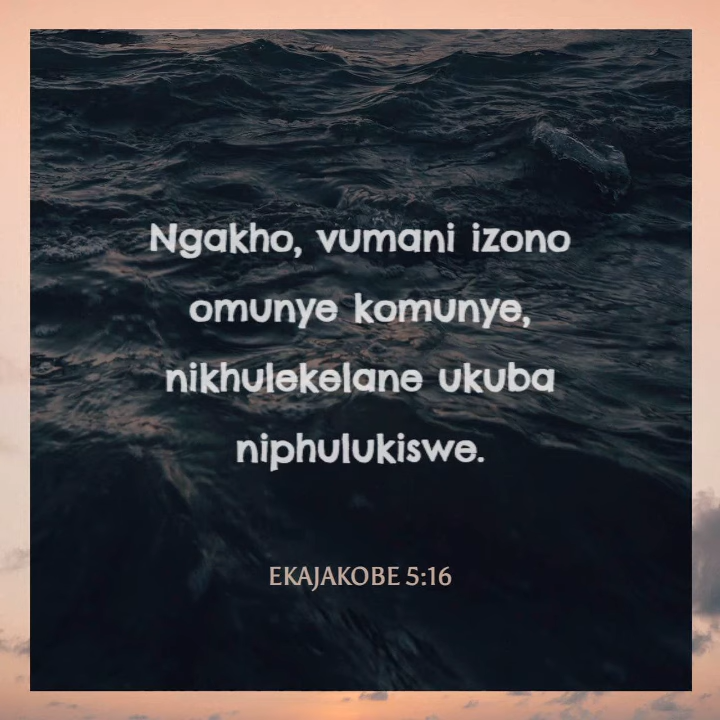 Ngakho, vumani izono
omunye komunye,
nikhulekelane ukuba
niphulukiswe.
EKAJAKOBE 5:16